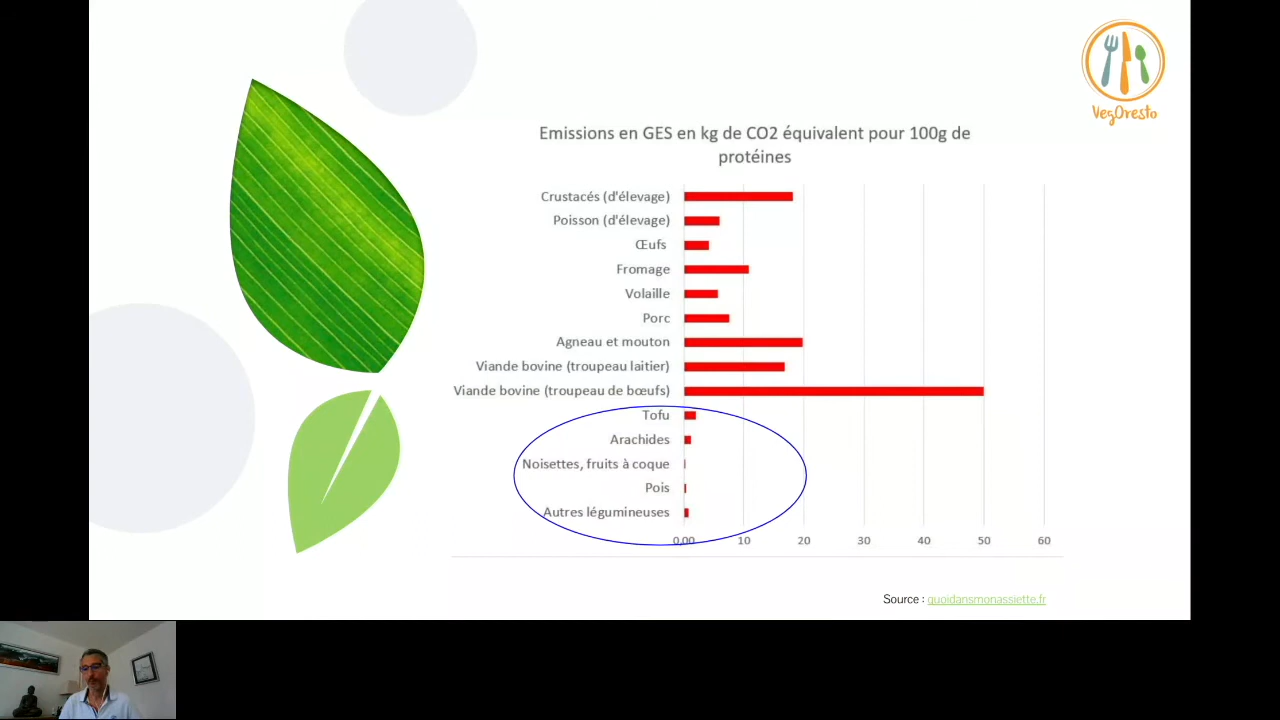 VegOresto
Emissions en GES en kg de CO2 équivalent pour 100g de
protéines
Crustacés (d'élevage)
Poisson (d'élevage)
Œufs
Fromage
Volaille
Porc
Agneau et mouton
Viande bovine (troupeau laitier)
Viande bovine (troupeau de bœufs)
Tofu
Arachides
Noisettes, fruits à coque
Pois
Autres légumineuses
0,00 10 20 30 40 50 60
Source : quoidansmonassiette.fr